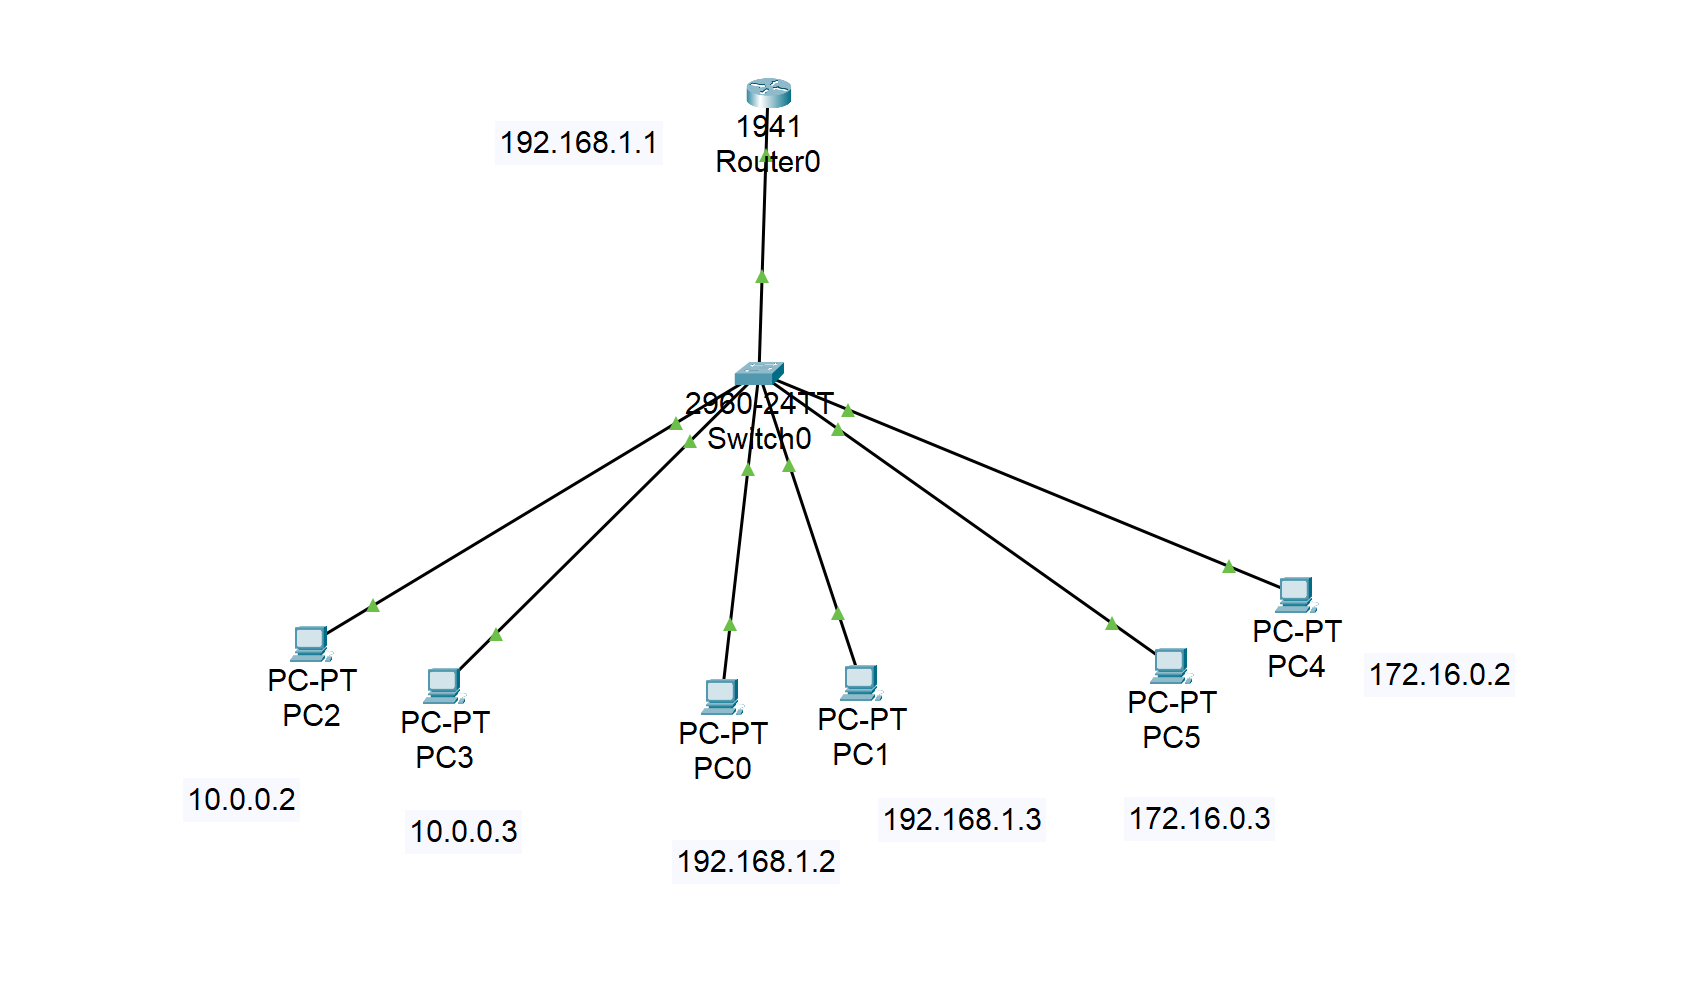 192.168.1.1
1941
Router0
2960-24TT
Switch0
PC-PT
PC2
10.0.0.2
PC-PT
PC3
10.0.0.3
PC-PT
PC0
192.168.1.2
PC-PT
PC1
192.168.1.3
PC-PT
PC5
172.16.0.3
PC-PT
PC4
172.16.0.2